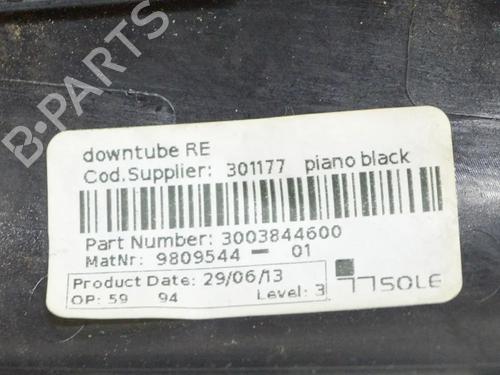 B-PARTS
downtube RE
Cod.Supplier: 301177 piano black
Part Number: 3003844600
MatNr: 9809544 - 01
Product Date: 29/06/13
OP: 59 94 Level: 3
SOLE